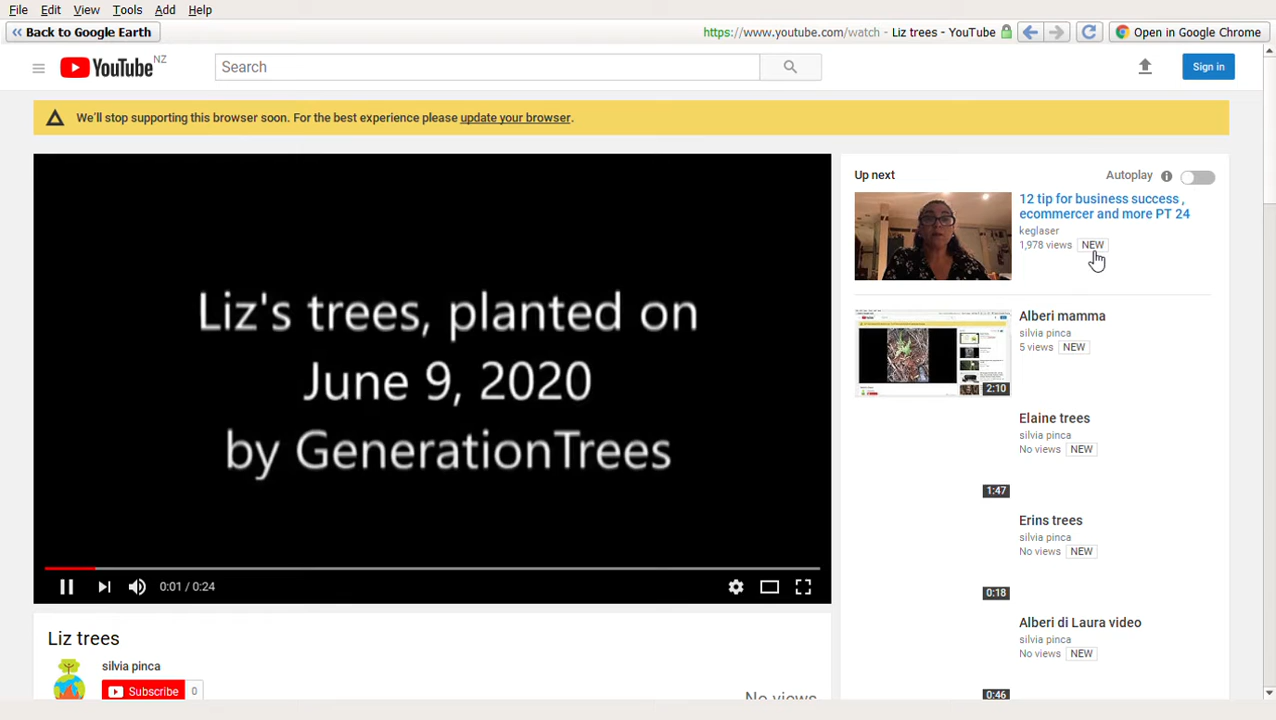 File Edit View Tools Add Help
Back to Google Earth
https://www.youtube.com/watch - Liz trees - YouTube
Open in Google Chrome
YouTube NZ
Search
Sign in
We'll stop supporting this browser soon. For the best experience please update your browser.
Liz's trees, planted on
June 9, 2020
by GenerationTrees
0:01 / 0:24
Liz trees
silvia pinca
Subscribe 0
No views
Up next
Autoplay
12 tip for business success ,
ecommercer and more PT 24
keglaser
1,978 views NEW
Alberi mamma
silvia pinca
5 views NEW
2:10
Elaine trees
silvia pinca
No views NEW
1:47
Erins trees
silvia pinca
No views NEW
0:18
Alberi di Laura video
silvia pinca
No views NEW
0:46